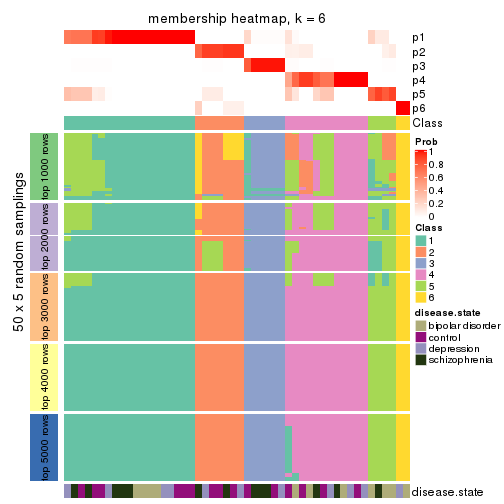 membership heatmap, k = 6
p1
p2
p3
p4
p5
p6
Class
50 x 5 random samplings
top 1000 rows
top 2000 rows
top 3000 rows
top 4000 rows
top 5000 rows
Prob
1
0.8
0.6
0.4
0.2
0
Class
1
2
3
4
5
6
disease.state
bipolar disorder
control
depression
schizophrenia
disease.state